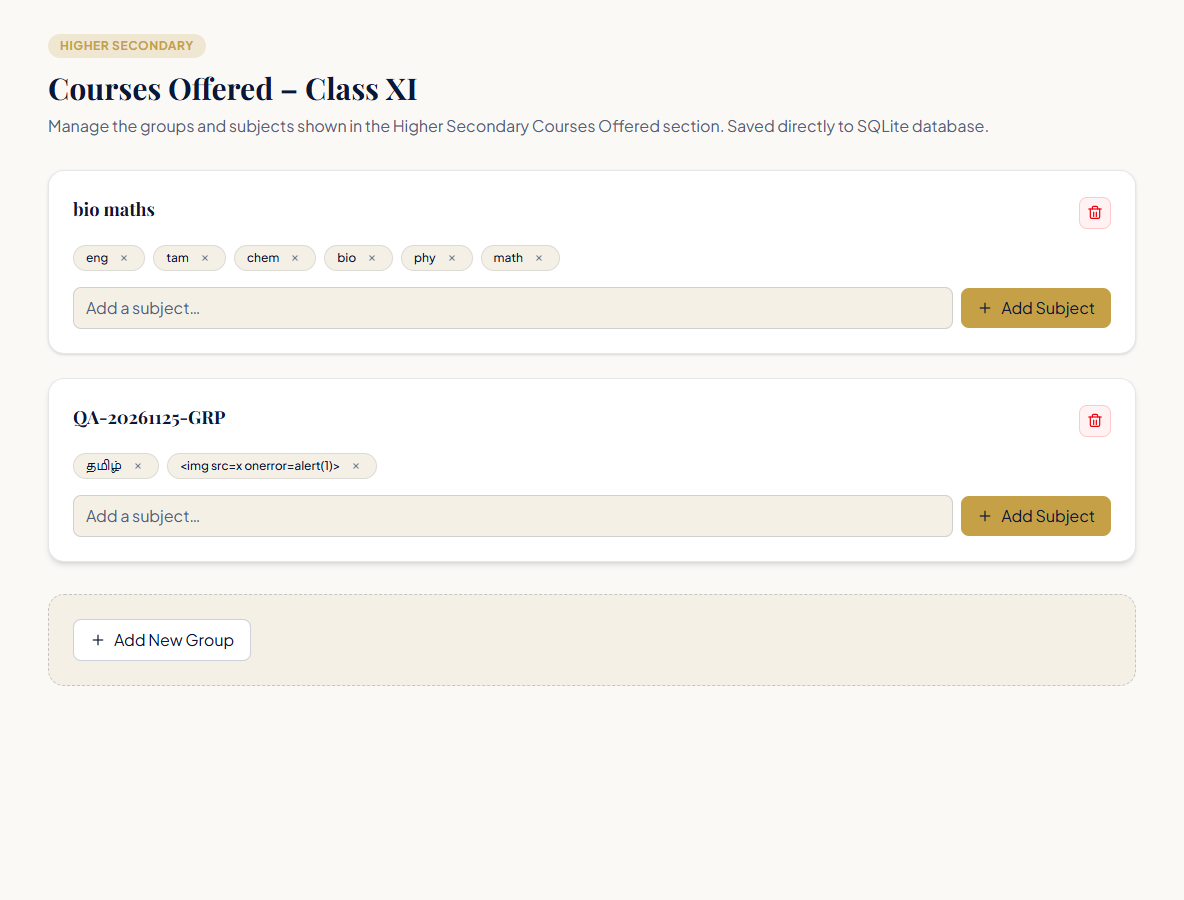 HIGHER SECONDARY
Courses Offered – Class XI
Manage the groups and subjects shown in the Higher Secondary Courses Offered section. Saved directly to SQLite database.
bio maths
eng × tam × chem × bio × phy × math ×
Add a subject... + Add Subject
QA-20261125-GRP
தமிழ் × <img src=x onerror=alert(1)> ×
Add a subject... + Add Subject
+ Add New Group